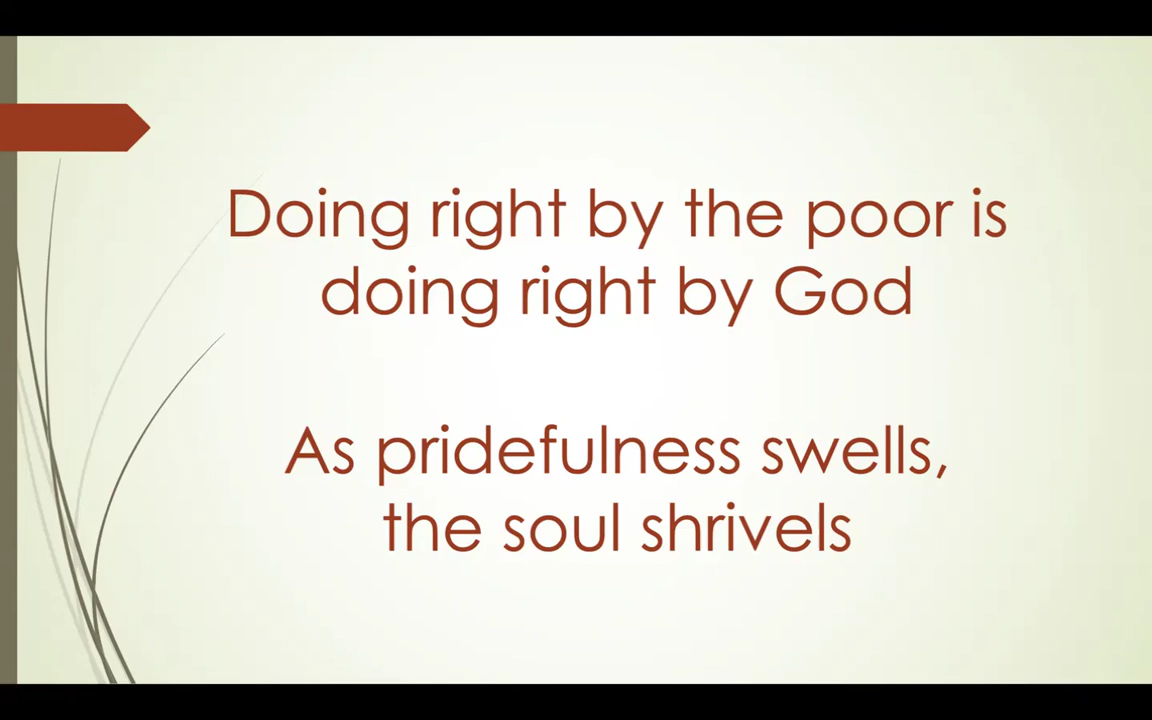 Doing right by the poor is
doing right by God
As pridefulness swells,
the soul shrivels